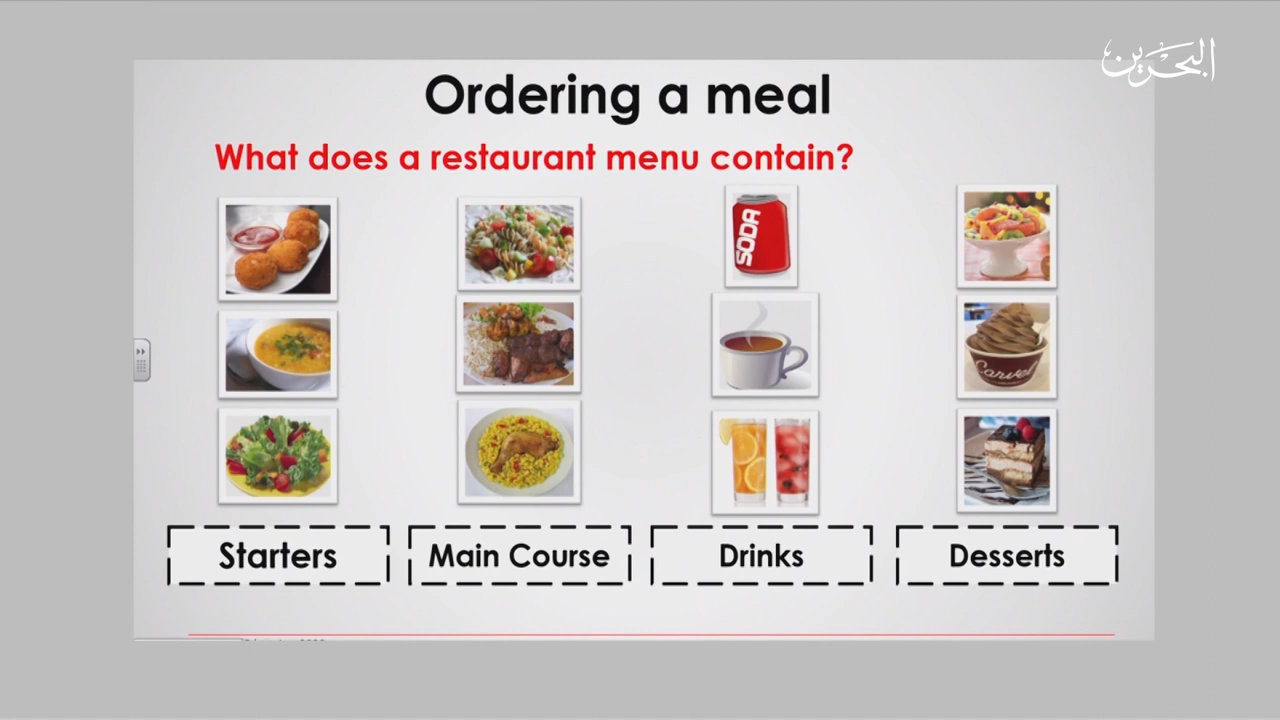 البحرين
Ordering a meal
What does a restaurant menu contain?
SODA
Carvel
Starters
Main Course
Drinks
Desserts